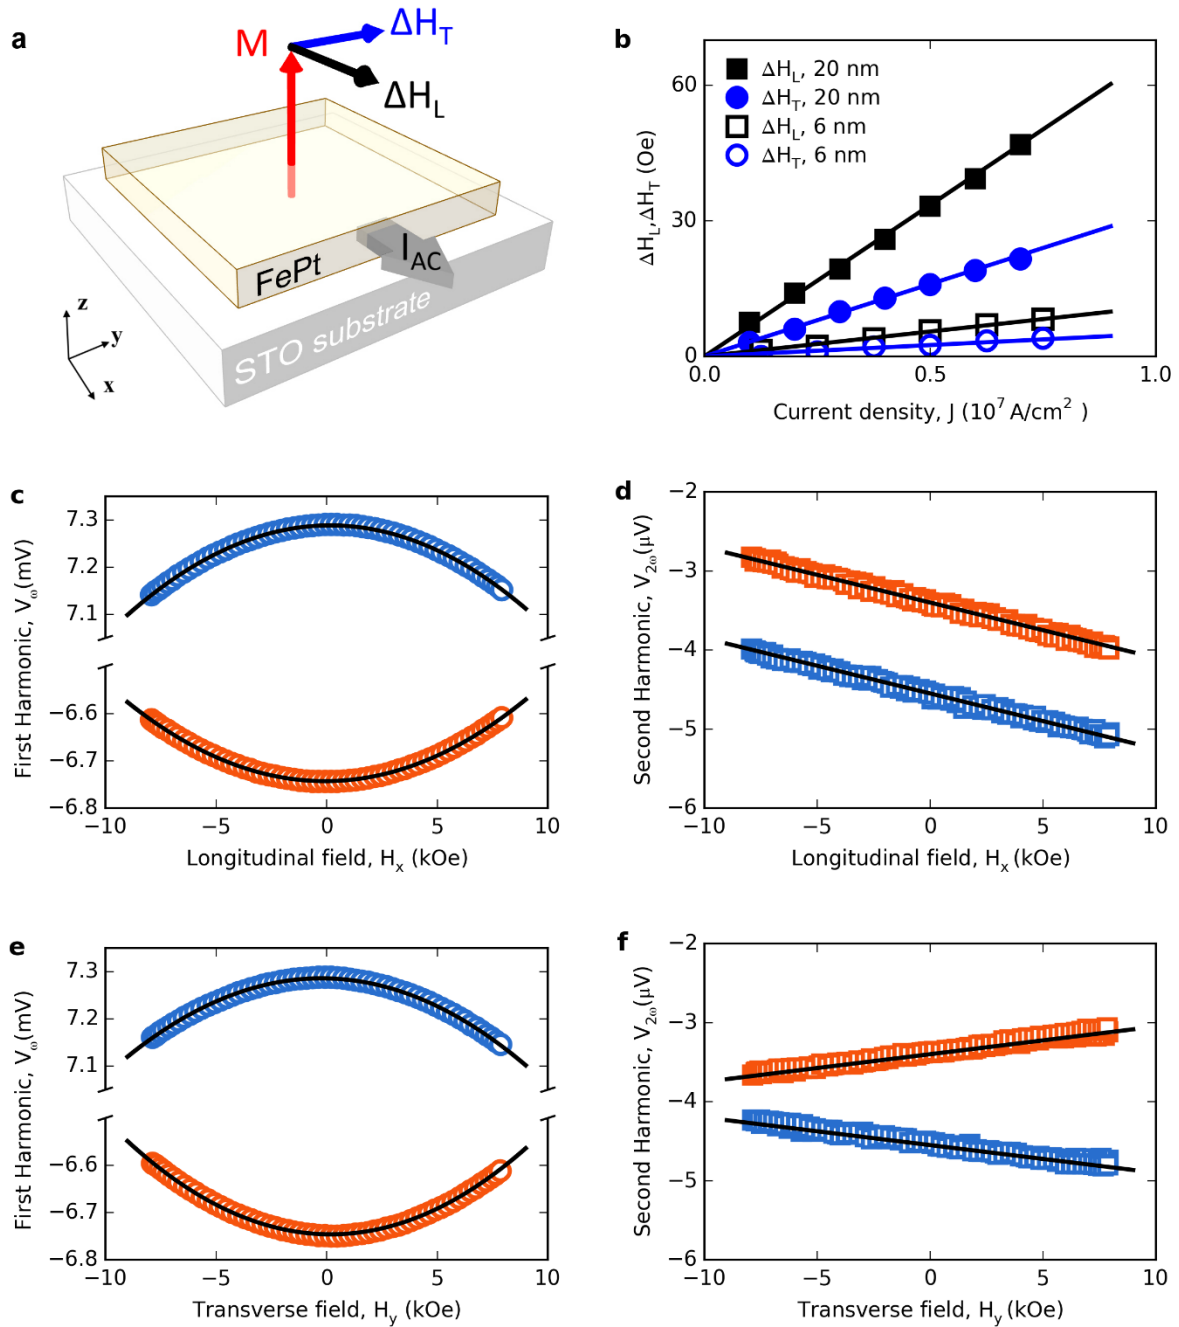 a
M
ΔH_T
ΔH_L
FePt
I_AC
STO substrate
z
y
x
b
ΔH_L, 20 nm
ΔH_T, 20 nm
ΔH_L, 6 nm
ΔH_T, 6 nm
ΔH_L,ΔH_T (Oe)
60
30
0
0.0 0.5 1.0
Current density, J (10^7 A/cm^2 )
c
First Harmonic, V_ω(mV)
7.3
7.2
7.1
−6.6
−6.7
−6.8
−10 −5 0 5 10
Longitudinal field, H_x (kOe)
d
Second Harmonic, V_2ω(μV)
−2
−3
−4
−5
−6
−10 −5 0 5 10
Longitudinal field, H_x (kOe)
e
First Harmonic, V_ω(mV)
7.3
7.2
7.1
−6.6
−6.7
−6.8
−10 −5 0 5 10
Transverse field, H_y (kOe)
f
Second Harmonic, V_2ω(μV)
−2
−3
−4
−5
−6
−10 −5 0 5 10
Transverse field, H_y (kOe)